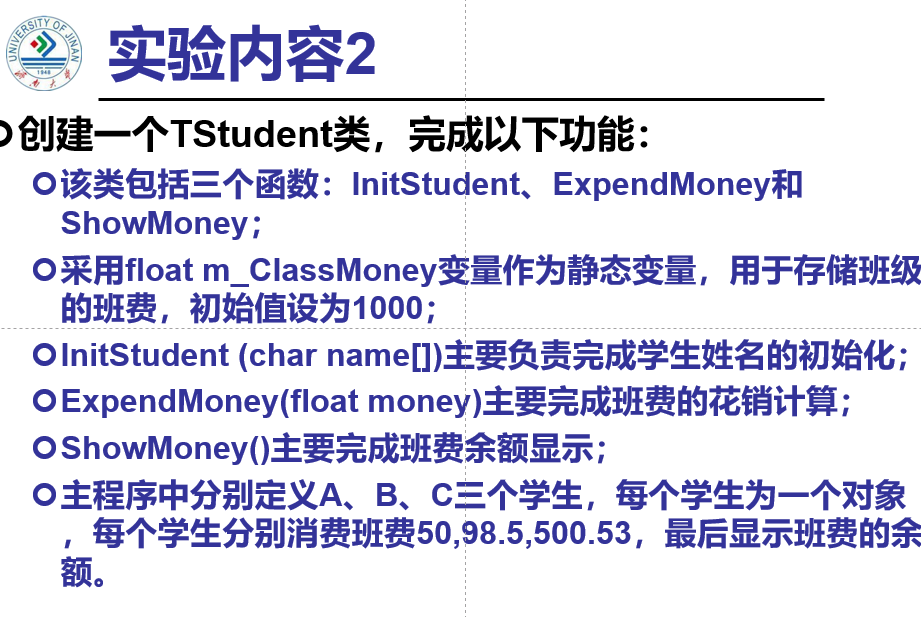 UNIVERSITY OF JINAN
1948
实验内容2
创建一个TStudent类，完成以下功能：
该类包括三个函数：InitStudent、ExpendMoney和
ShowMoney；
采用float m_ClassMoney变量作为静态变量，用于存储班级
的班费，初始值设为1000；
InitStudent (char name[])主要负责完成学生姓名的初始化；
ExpendMoney(float money)主要完成班费的花销计算；
ShowMoney()主要完成班费余额显示；
主程序中分别定义A、B、C三个学生，每个学生为一个对象
，每个学生分别消费班费50,98.5,500.53，最后显示班费的余
额。